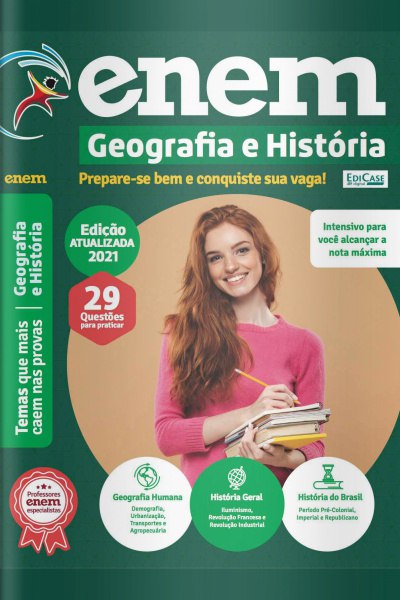 enem
Geografia e História
enem
Prepare-se bem e conquiste sua vaga!
EDICASE
digital
Edição
ATUALIZADA
2021
Intensivo para
você alcançar a
nota máxima
29
Questões
para praticar
Temas que mais
caem nas provas
Geografia
e História
Professores
enem
especialistas
Geografia Humana
Demografia,
Urbanização,
Transportes e
Agropecuária
História Geral
Iluminismo,
Revolução Francesa e
Revolução Industrial
História do Brasil
Período Pré-Colonial,
Imperial e Republicano